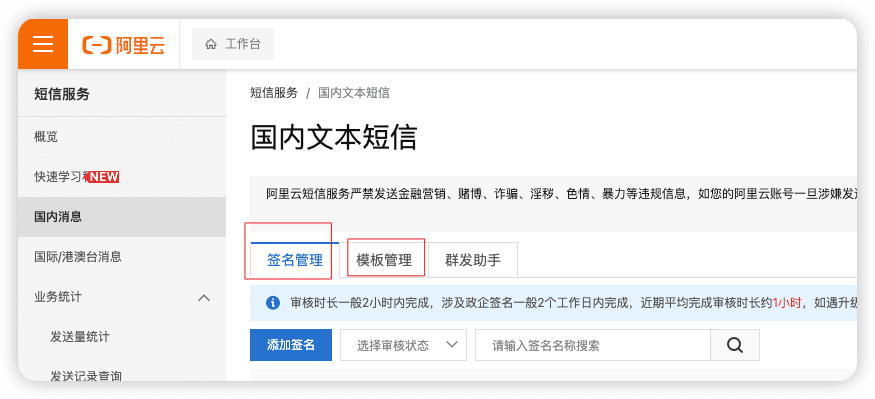 阿里云
工作台
短信服务
概览
快速学习
NEW
国内消息
国际/港澳台消息
业务统计
发送量统计
发送记录查询
短信服务 / 国内文本短信
国内文本短信
阿里云短信服务严禁发送金融营销、赌博、诈骗、淫秽、色情、暴力等违规信息，如您的阿里云账号一旦涉嫌发
签名管理
模板管理
群发助手
审核时长一般2小时内完成，涉及政企签名一般2个工作日内完成，近期平均完成审核时长约1小时，如遇升级
添加签名
选择审核状态
请输入签名名称搜索